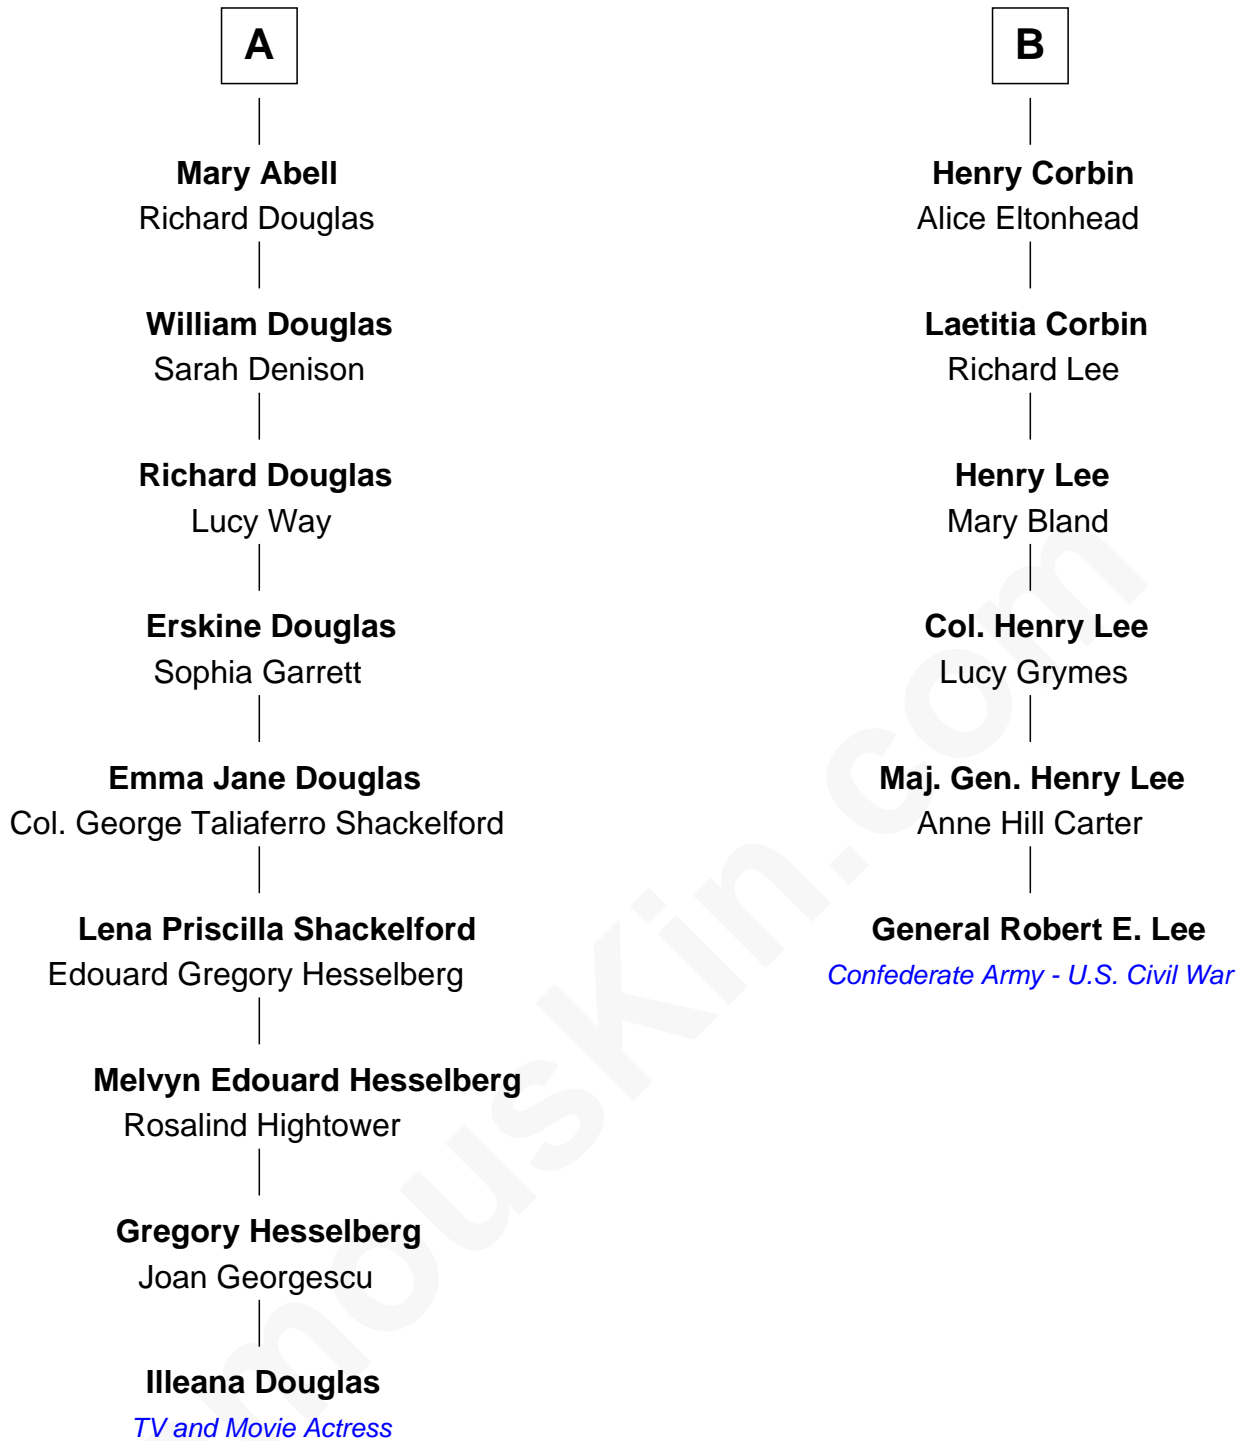 A
Mary Abell
Richard Douglas
William Douglas
Sarah Denison
Richard Douglas
Lucy Way
Erskine Douglas
Sophia Garrett
Emma Jane Douglas
Col. George Taliaferro Shackelford
Lena Priscilla Shackelford
Edouard Gregory Hesselberg
Melvyn Edouard Hesselberg
Rosalind Hightower
Gregory Hesselberg
Joan Georgescu
Illeana Douglas
TV and Movie Actress
B
Henry Corbin
Alice Eltonhead
Laetitia Corbin
Richard Lee
Henry Lee
Mary Bland
Col. Henry Lee
Lucy Grymes
Maj. Gen. Henry Lee
Anne Hill Carter
General Robert E. Lee
Confederate Army - U.S. Civil War
mousKin.com